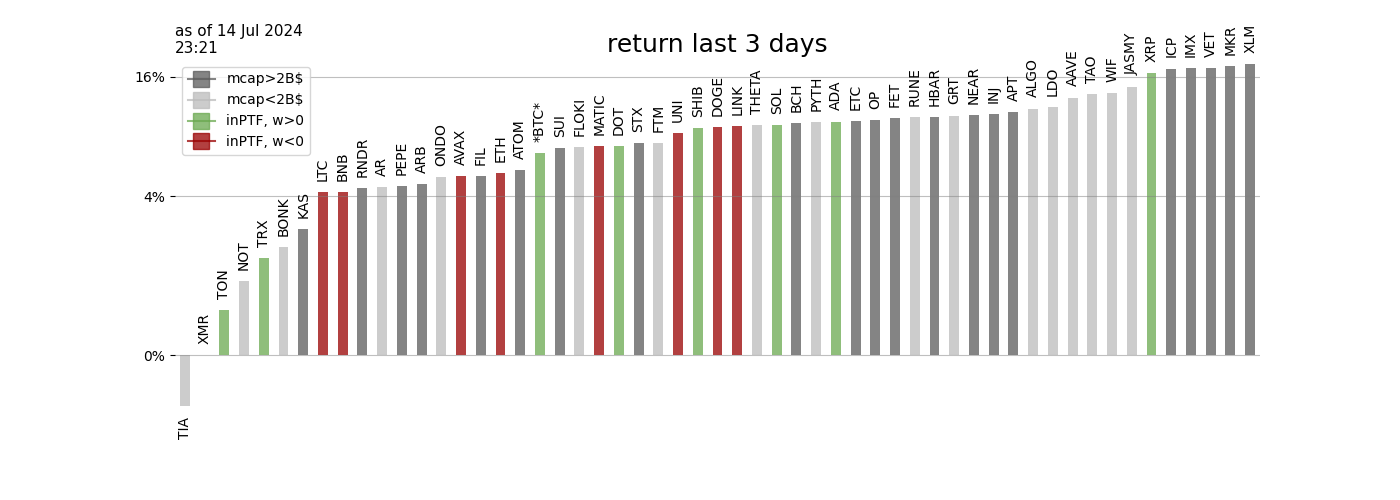 as of 14 Jul 2024
23:21
return last 3 days
16%
4%
0%
mcap>2B$
mcap<2B$
inPTF, w>0
inPTF, w<0
TIA
XMR
TON
NOT
TRX
BONK
KAS
LTC
BNB
RNDR
AR
PEPE
ARB
ONDO
AVAX
FIL
ETH
ATOM
*BTC*
SUI
FLOKI
MATIC
DOT
STX
FTM
UNI
SHIB
DOGE
LINK
THETA
SOL
BCH
PYTH
ADA
ETC
OP
FET
RUNE
HBAR
GRT
NEAR
INJ
APT
ALGO
LDO
AAVE
TAO
WIF
JASMY
XRP
ICP
IMX
VET
MKR
XLM